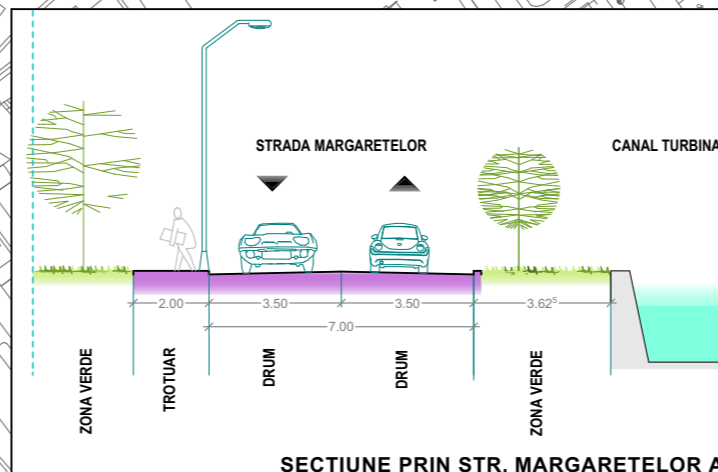 STRADA MARGARETELOR
CANAL TURBINA
2.00
3.50
3.50
3.62⁵
7.00
ZONA VERDE
TROTUAR
DRUM
DRUM
ZONA VERDE
SECTIUNE PRIN STR. MARGARETELOR A